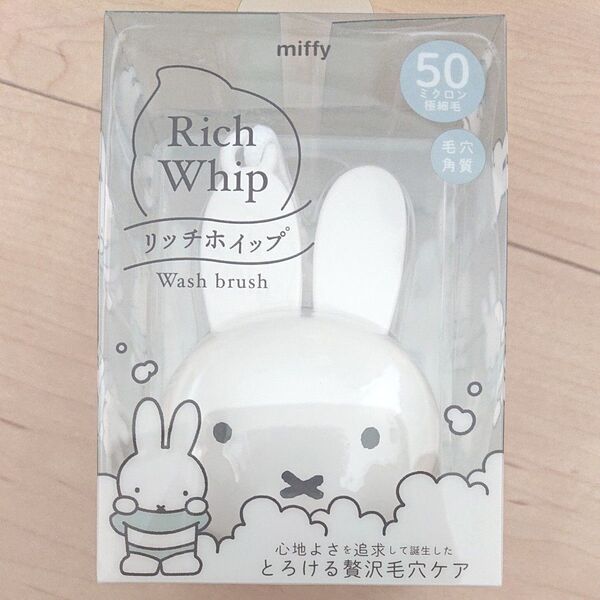 miffy
Rich
Whip
リッチホイップ
Wash brush
50
ミクロン
極細毛
毛穴
角質
心地よさを追求して誕生した
とろける贅沢毛穴ケア